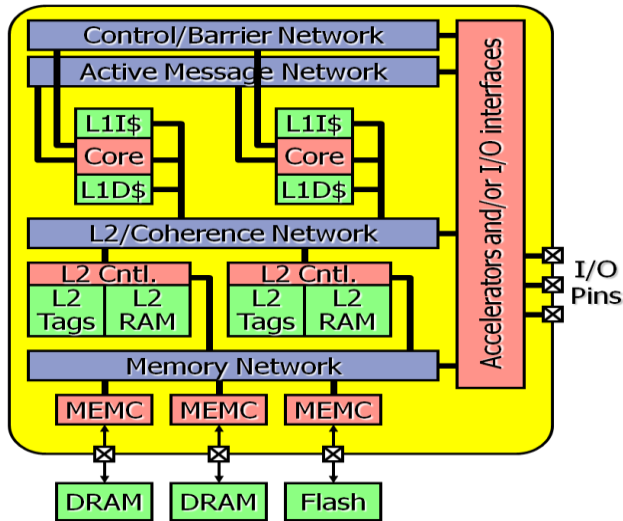 Control/Barrier Network
Active Message Network
L1I$
Core
L1D$
L1I$
Core
L1D$
Accelerators and/or I/O interfaces
L2/Coherence Network
L2 Cntl.
L2
Tags
L2
RAM
L2 Cntl.
L2
Tags
L2
RAM
I/O
Pins
Memory Network
MEMC
MEMC
MEMC
DRAM
DRAM
Flash